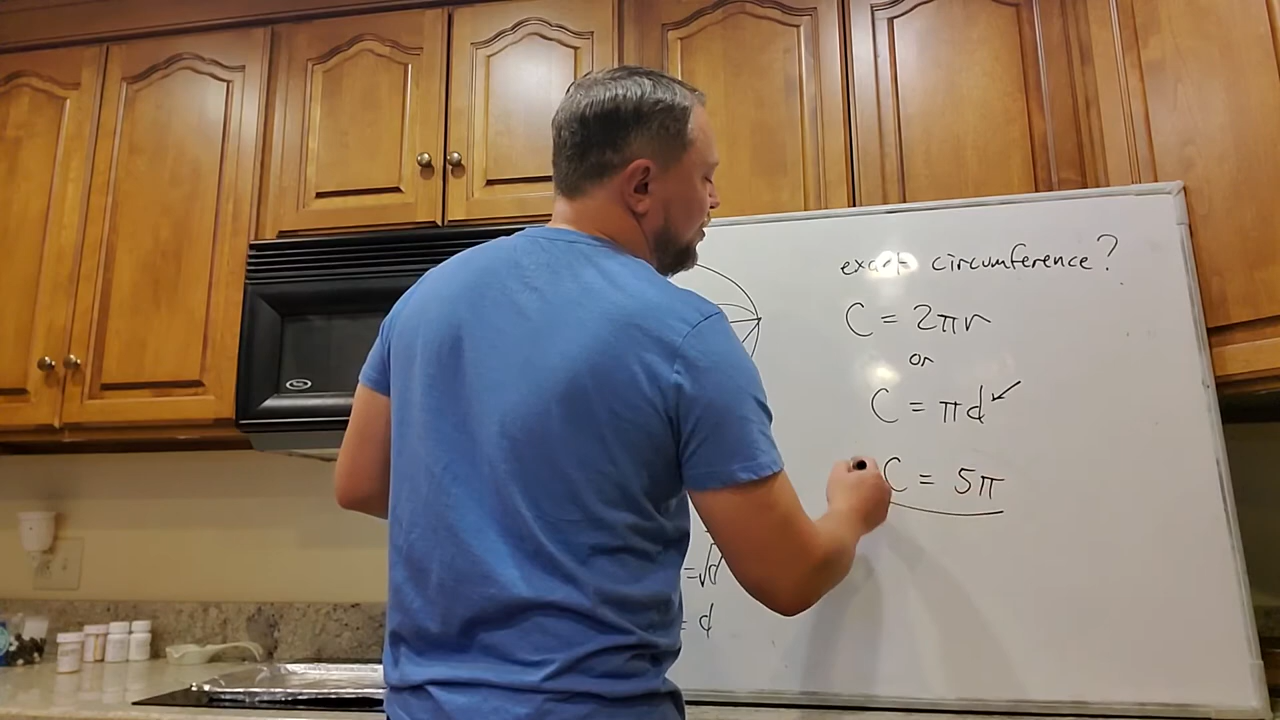 exact circumference?
C = 2πr
or
C = πd
C = 5π
=√d
= d